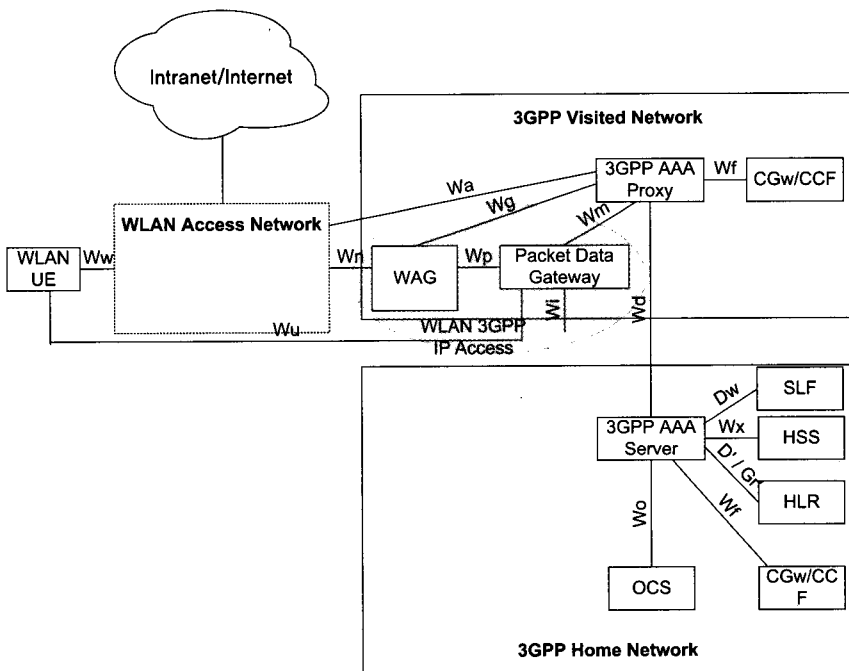 Intranet/Internet
3GPP Visited Network
3GPP AAA
Proxy
Wf
CGw/CCF
Wa
Wg
Wm
WLAN Access Network
WLAN
UE
Ww
Wn
WAG
Wp
Packet Data
Gateway
Wi
Wd
Wu
WLAN 3GPP
IP Access
SLF
Dw
3GPP AAA
Server
Wx
HSS
D' / Gr
HLR
Wo
Wf
OCS
CGw/CC
F
3GPP Home Network